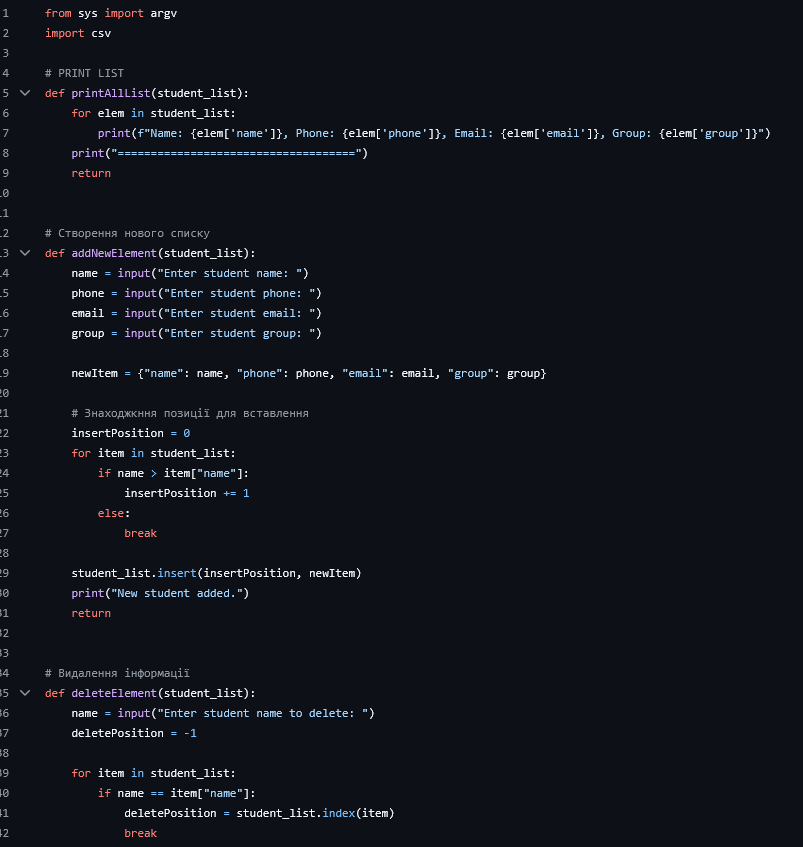 1 from sys import argv
2 import csv
3
4 # PRINT LIST
5 def printAllList(student_list):
6 for elem in student_list:
7 print(f"Name: {elem['name']}, Phone: {elem['phone']}, Email: {elem['email']}, Group: {elem['group']}")
8 print("====================================")
9 return
10
11
12 # Створення нового списку
13 def addNewElement(student_list):
14 name = input("Enter student name: ")
15 phone = input("Enter student phone: ")
16 email = input("Enter student email: ")
17 group = input("Enter student group: ")
18
19 newItem = {"name": name, "phone": phone, "email": email, "group": group}
20
21 # Знаходжкння позиції для вставлення
22 insertPosition = 0
23 for item in student_list:
24 if name > item["name"]:
25 insertPosition += 1
26 else:
27 break
28
29 student_list.insert(insertPosition, newItem)
30 print("New student added.")
31 return
32
33
34 # Видалення інформації
35 def deleteElement(student_list):
36 name = input("Enter student name to delete: ")
37 deletePosition = -1
38
39 for item in student_list:
40 if name == item["name"]:
41 deletePosition = student_list.index(item)
42 break